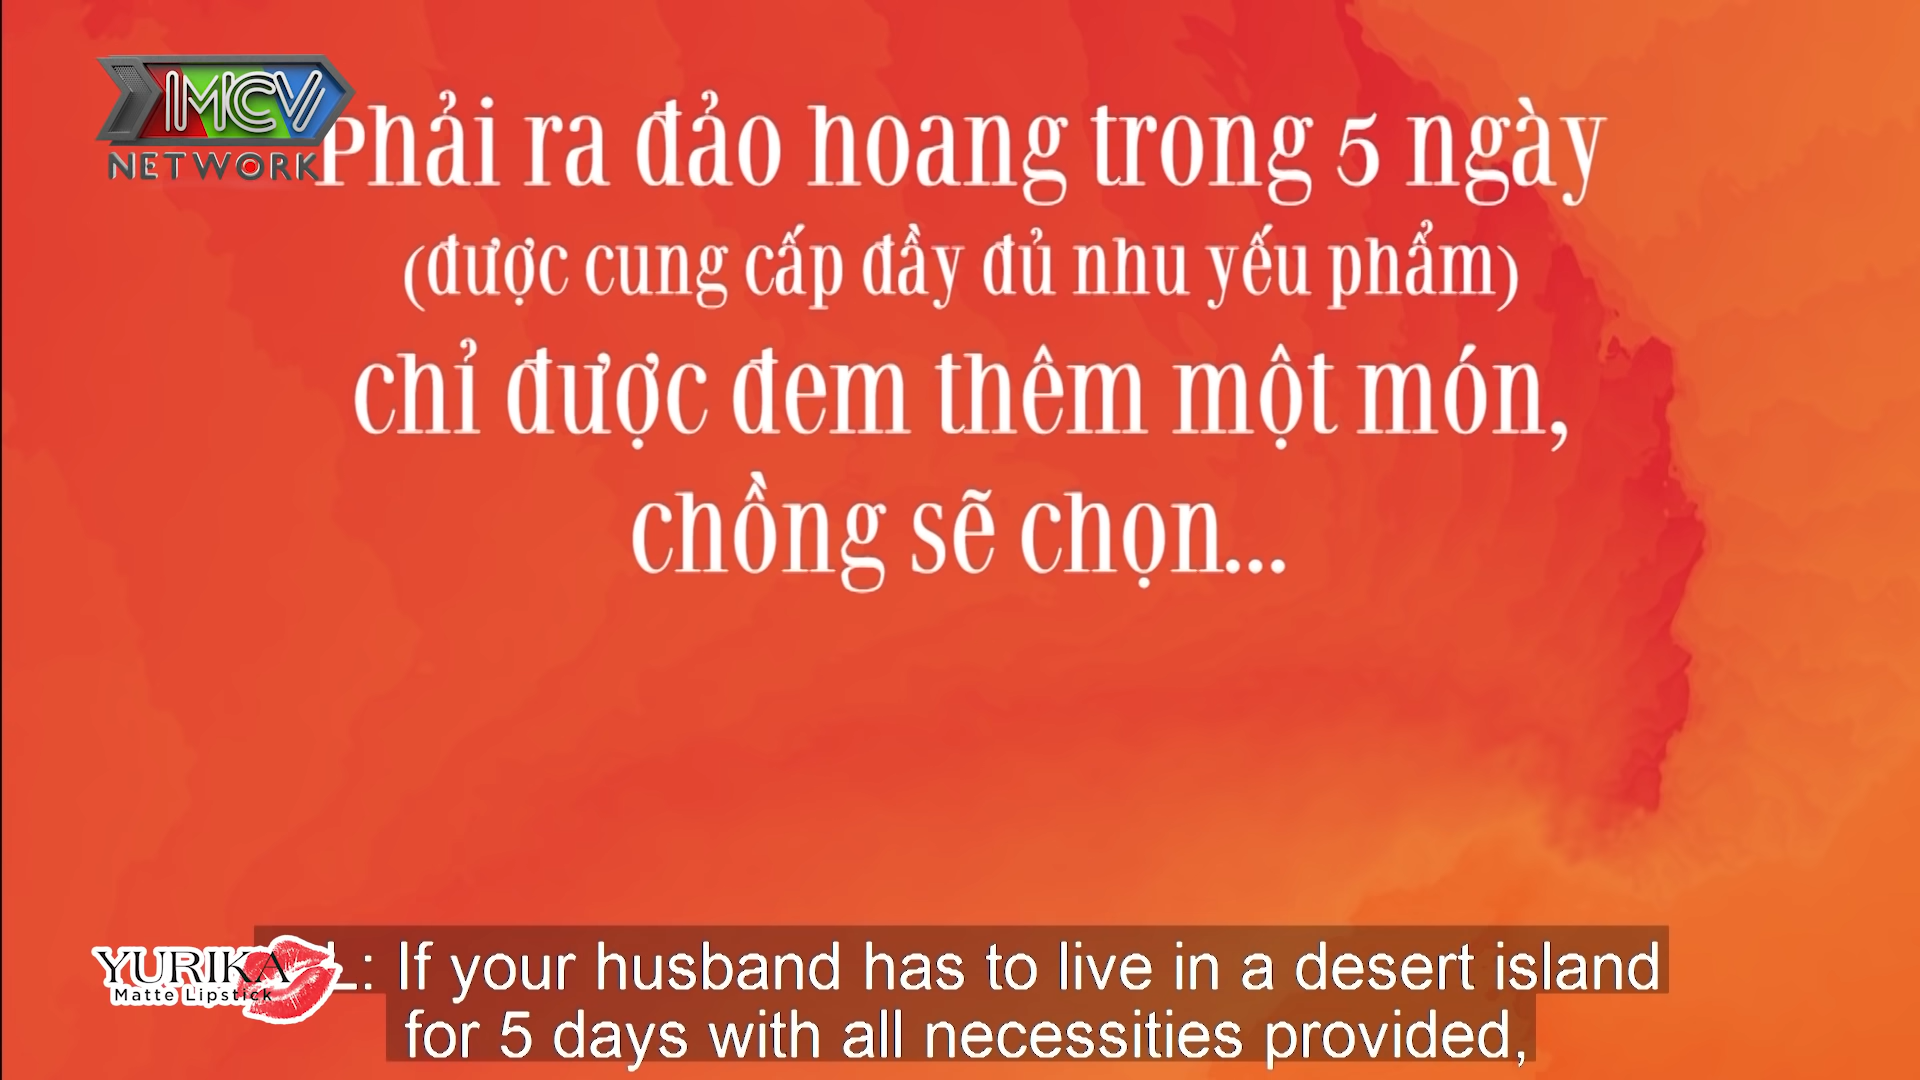 MCV
NETWORK
Phải ra đảo hoang trong 5 ngày
(được cung cấp đầy đủ nhu yếu phẩm)
chỉ được đem thêm một món,
chồng sẽ chọn...
YURIKA
Matte Lipstick
L: If your husband has to live in a desert island
for 5 days with all necessities provided,